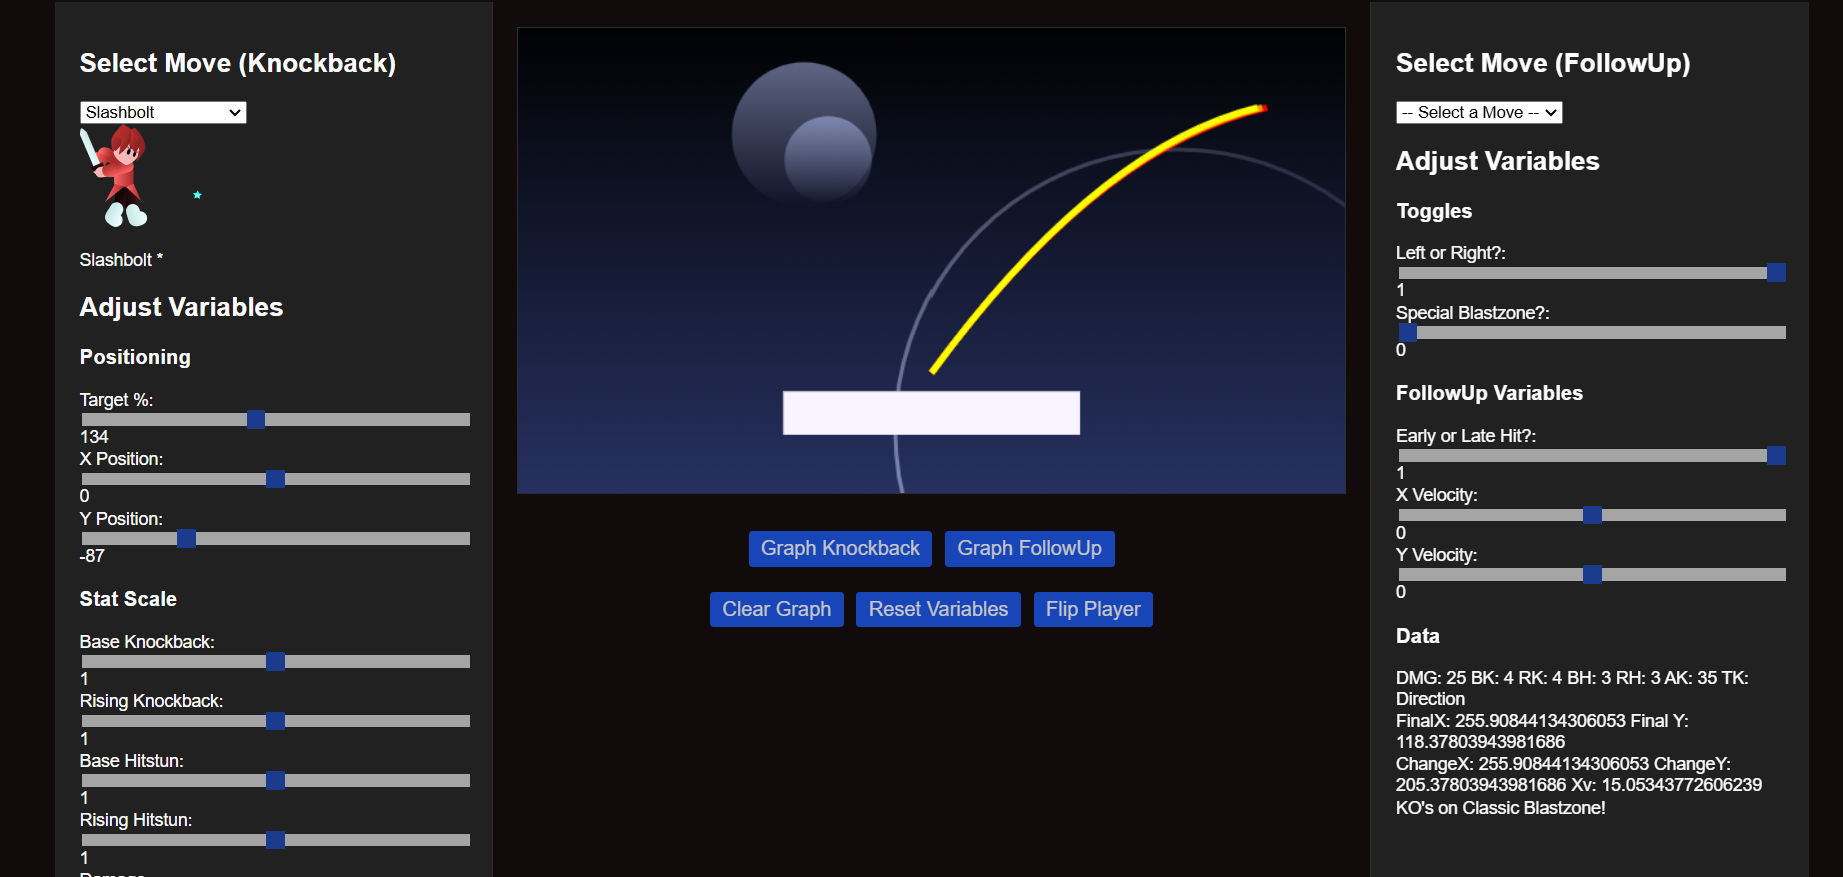 Select Move (Knockback)
Slashbolt
Slashbolt *
Adjust Variables
Positioning
Target %:
134
X Position:
0
Y Position:
-87
Stat Scale
Base Knockback:
1
Rising Knockback:
1
Base Hitstun:
1
Rising Hitstun:
1
Graph Knockback
Graph FollowUp
Clear Graph
Reset Variables
Flip Player
Select Move (FollowUp)
-- Select a Move --
Adjust Variables
Toggles
Left or Right?:
1
Special Blastzone?:
0
FollowUp Variables
Early or Late Hit?:
1
X Velocity:
0
Y Velocity:
0
Data
DMG: 25 BK: 4 RK: 4 BH: 3 RH: 3 AK: 35 TK:
Direction
FinalX: 255.90844134306053 Final Y:
118.37803943981686
ChangeX: 255.90844134306053 ChangeY:
205.37803943981686 Xv: 15.05343772606239
KO's on Classic Blastzone!